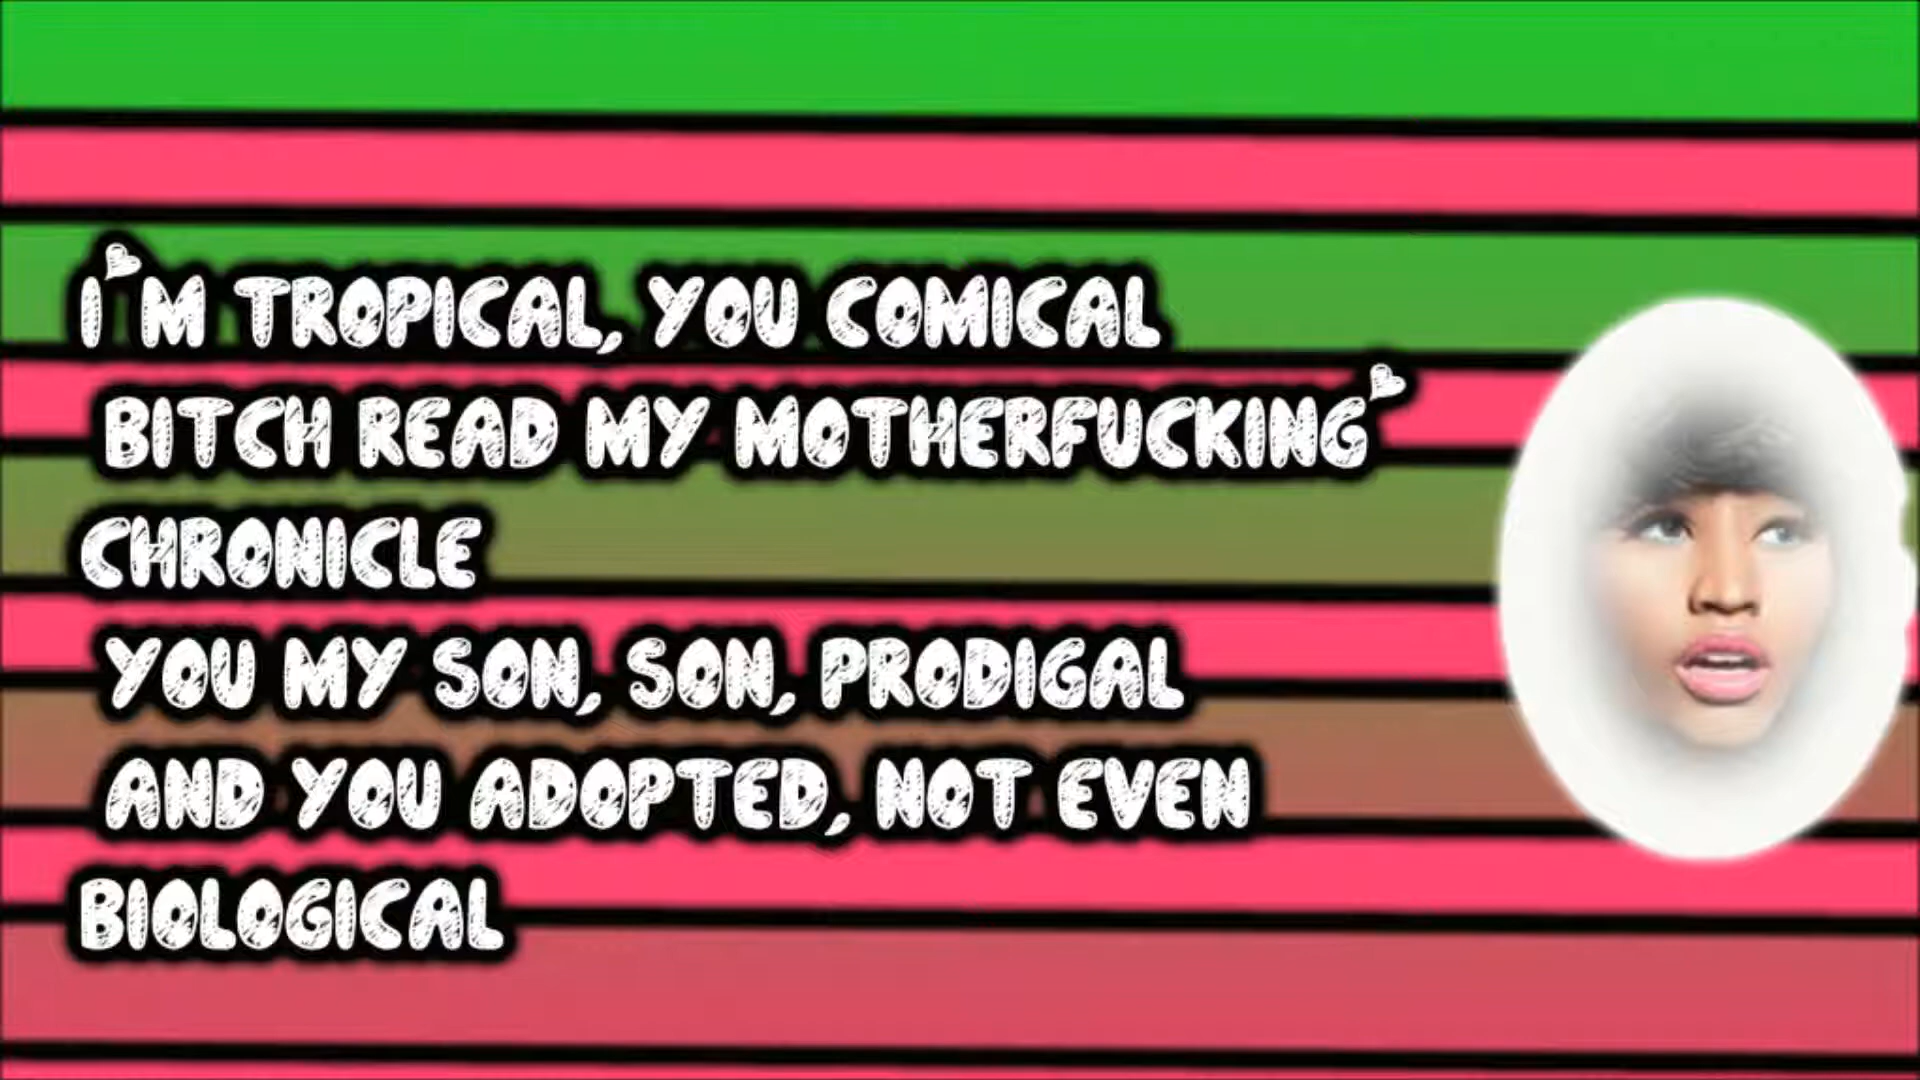 I'M TROPICAL, YOU COMICAL
BITCH READ MY MOTHERFUCKING
CHRONICLE
YOU MY SON, SON, PRODIGAL
AND YOU ADOPTED, NOT EVEN
BIOLOGICAL